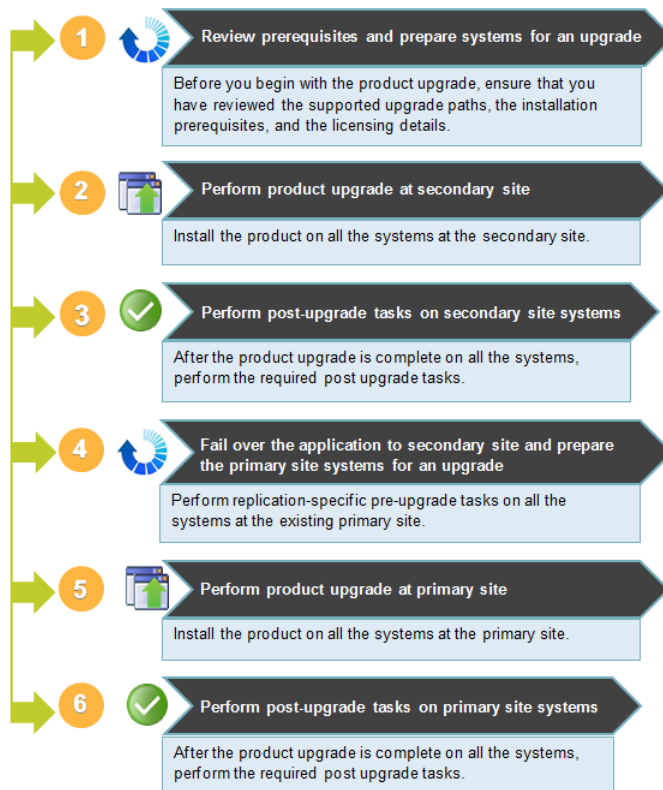 1
Review prerequisites and prepare systems for an upgrade
Before you begin with the product upgrade, ensure that you
have reviewed the supported upgrade paths, the installation
prerequisites, and the licensing details.
2
Perform product upgrade at secondary site
Install the product on all the systems at the secondary site.
3
Perform post-upgrade tasks on secondary site systems
After the product upgrade is complete on all the systems,
perform the required post upgrade tasks.
4
Fail over the application to secondary site and prepare
the primary site systems for an upgrade
Perform replication-specific pre-upgrade tasks on all the
systems at the existing primary site.
5
Perform product upgrade at primary site
Install the product on all the systems at the primary site.
6
Perform post-upgrade tasks on primary site systems
After the product upgrade is complete on all the systems,
perform the required post upgrade tasks.